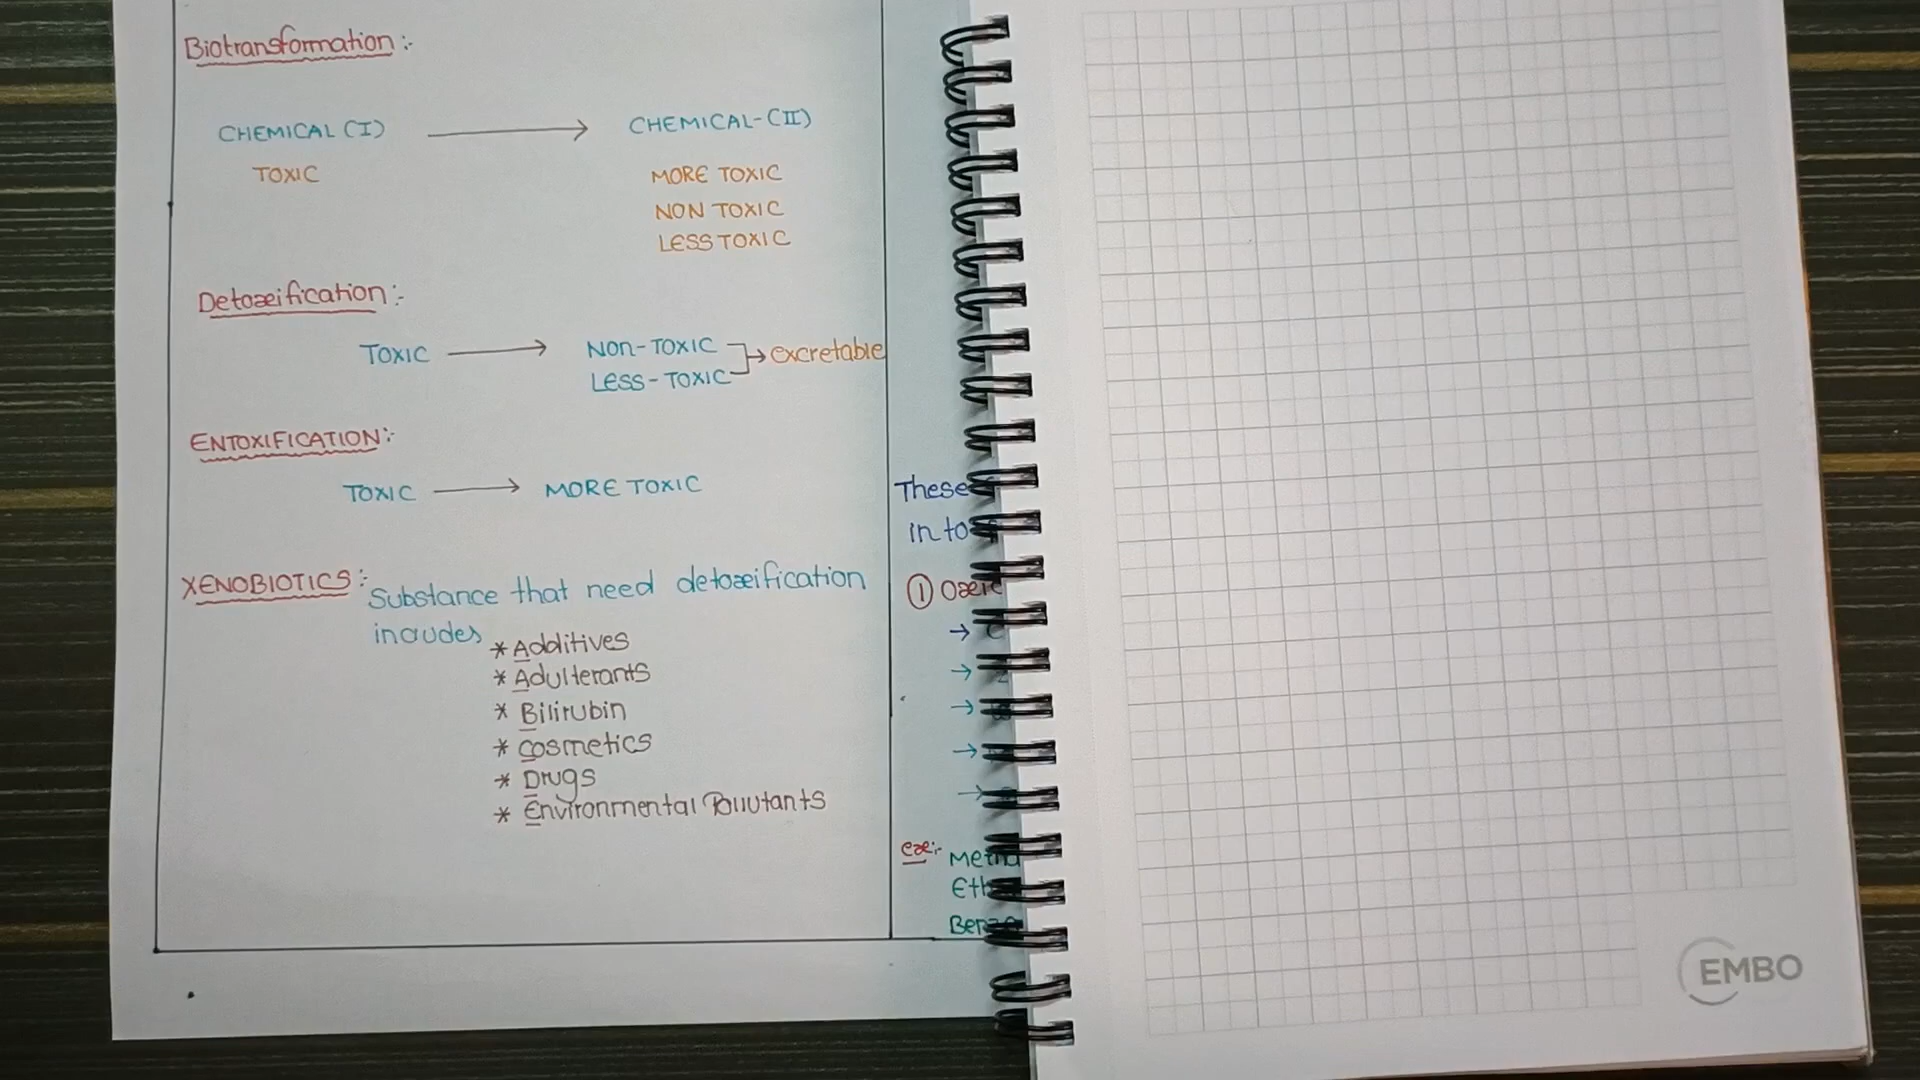 Biotransformation :-
CHEMICAL (I) → CHEMICAL-(II)
TOXIC
MORE TOXIC
NON TOXIC
LESS TOXIC
Detoxification :-
TOXIC → NON-TOXIC
LESS-TOXIC
→ excretable
ENTOXIFICATION :-
TOXIC → MORE TOXIC
XENOBIOTICS :- Substance that need detoxification
incudes
* Additives
* Adulterants
* Bilirubin
* Cosmetics
* Drugs
* Environmental Pollutants
These
in to
①
→
→
→
→
→
ex:-
EMBO